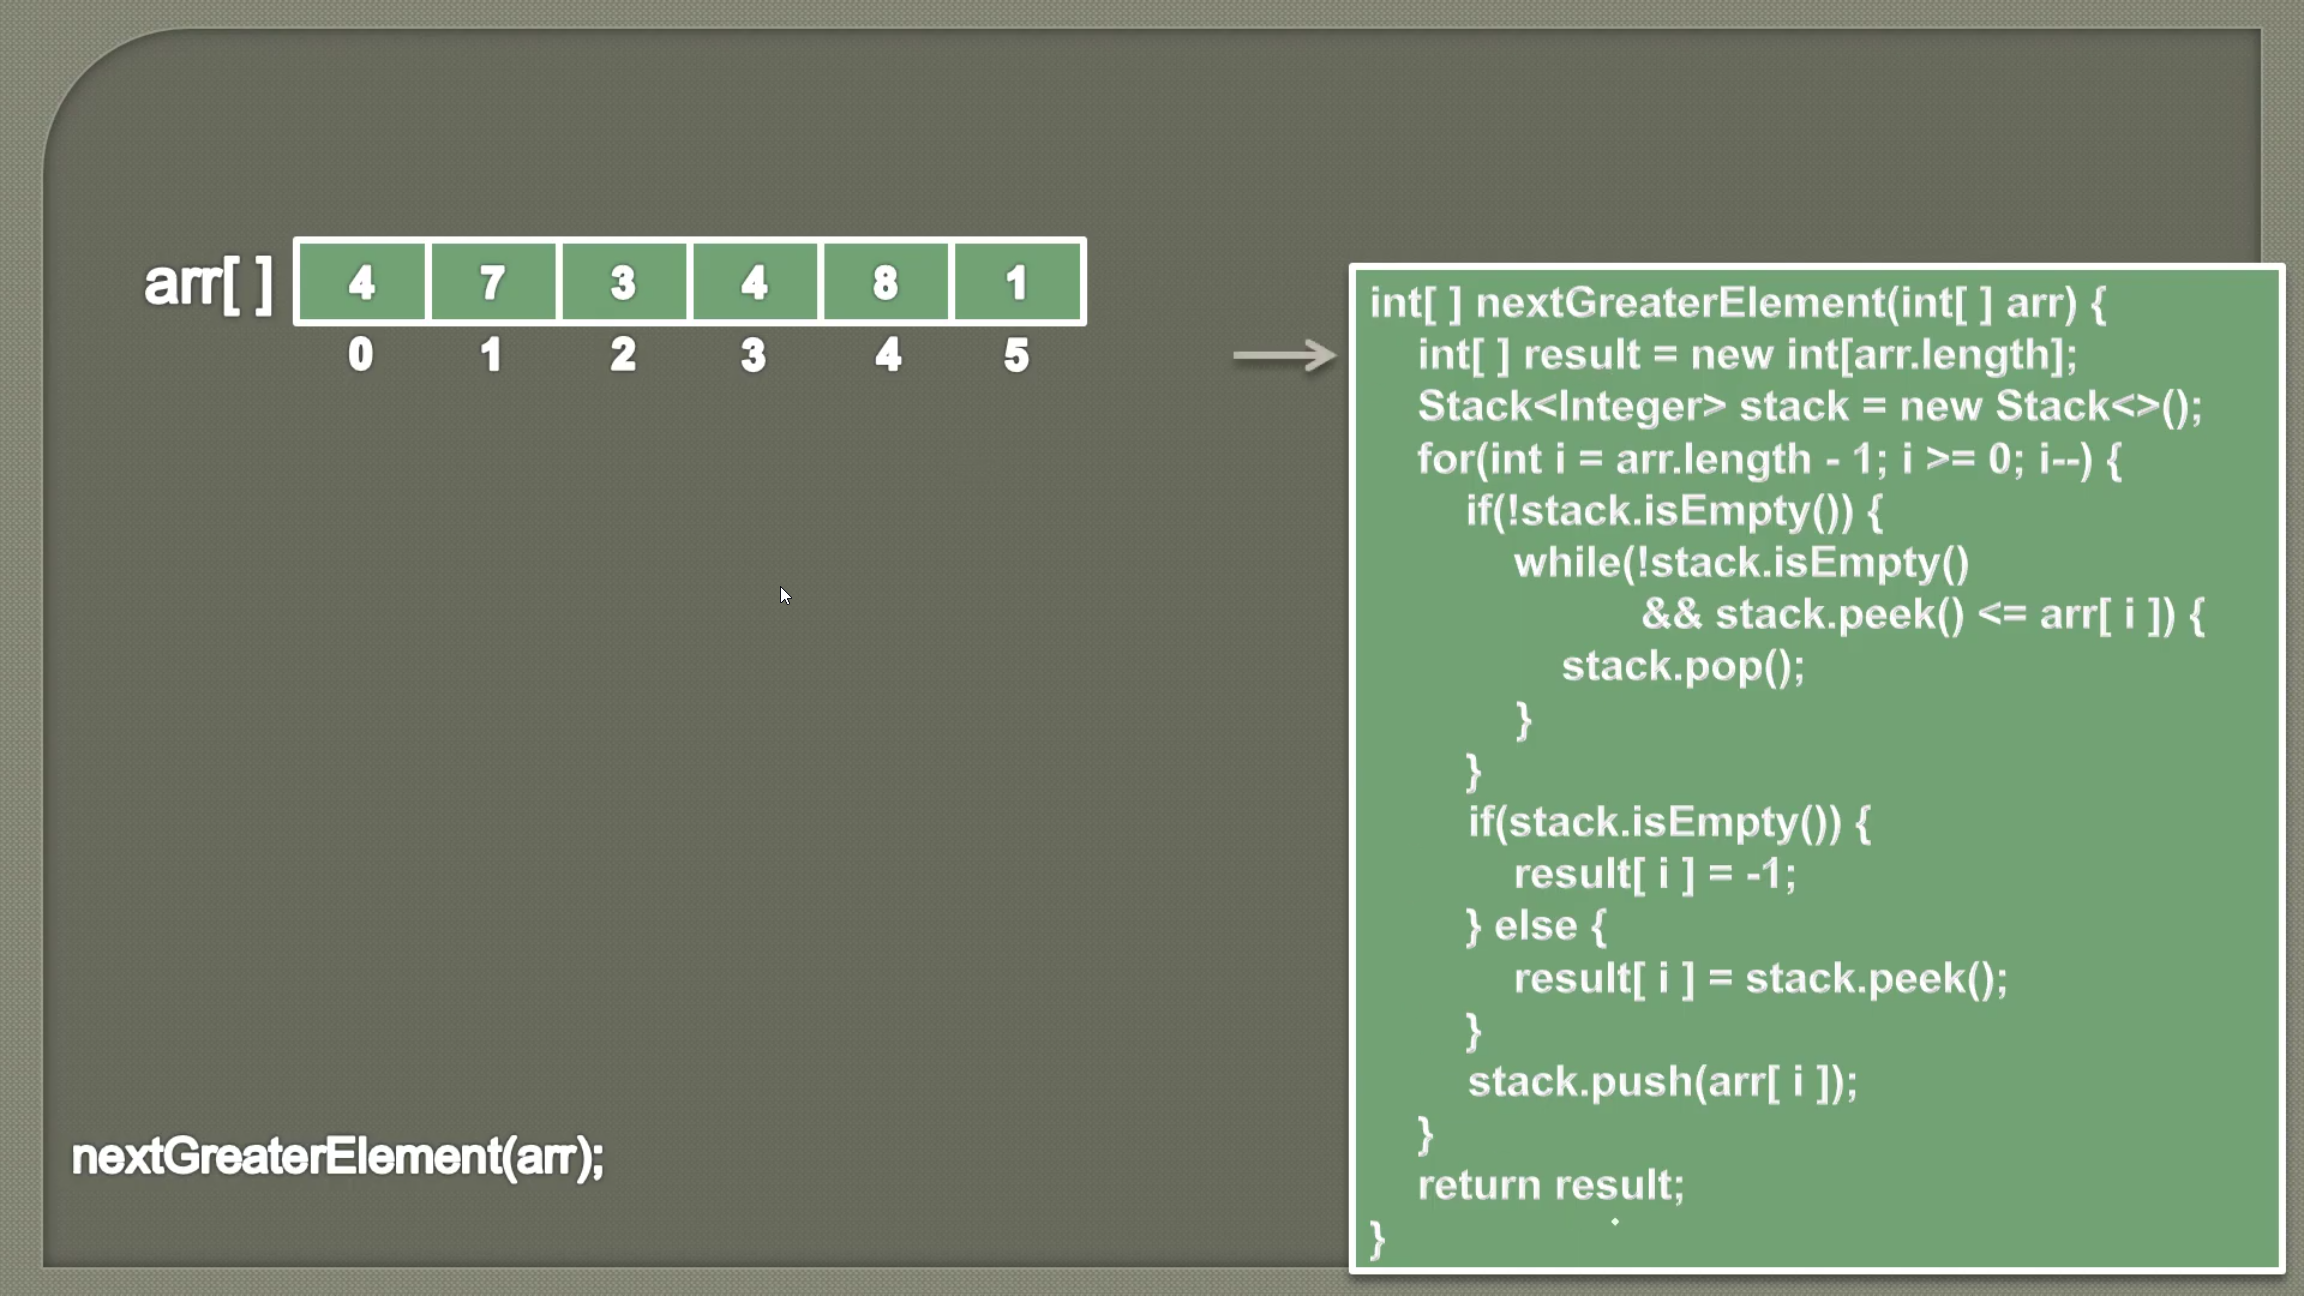 arr[ ] 4 7 3 4 8 1
0 1 2 3 4 5
int[ ] nextGreaterElement(int[ ] arr) {
int[ ] result = new int[arr.length];
Stack<Integer> stack = new Stack<>();
for(int i = arr.length - 1; i >= 0; i--) {
if(!stack.isEmpty()) {
while(!stack.isEmpty()
&& stack.peek() <= arr[ i ]) {
stack.pop();
}
}
if(stack.isEmpty()) {
result[ i ] = -1;
} else {
result[ i ] = stack.peek();
}
stack.push(arr[ i ]);
}
return result;
}
nextGreaterElement(arr);